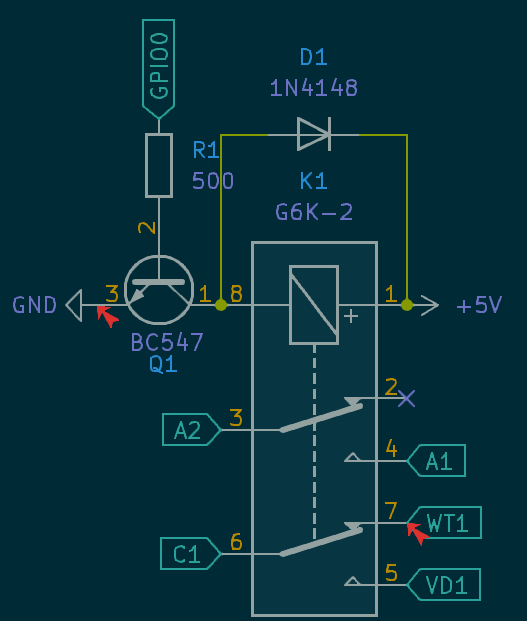 GPIO0
D1
1N4148
R1
500
K1
G6K-2
2
GND
3
1
8
1
+5V
+
BC547
Q1
2
A2
3
4
A1
7
WT1
C1
6
5
VD1